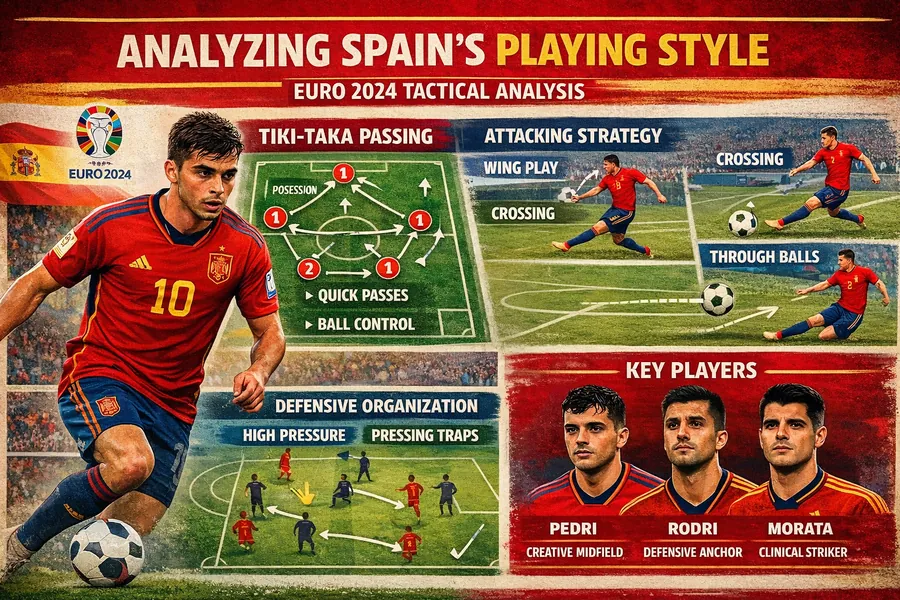 ANALYZING SPAIN'S PLAYING STYLE
EURO 2024 TACTICAL ANALYSIS
EURO2024
10
TIKI-TAKA PASSING
POSESSION
1
1
1
2
1
▸ QUICK PASSES
▸ BALL CONTROL
ATTACKING STRATEGY
WING PLAY
CROSSING
CROSSING
2
THROUGH BALLS
2
DEFENSIVE ORGANIZATION
HIGH PRESSURE
PRESSING TRAPS
KEY PLAYERS
PEDRI
CREATIVE MIDFIELD
RODRI
DEFENSIVE ANCHOR
MORATA
CLINICAL STRIKER